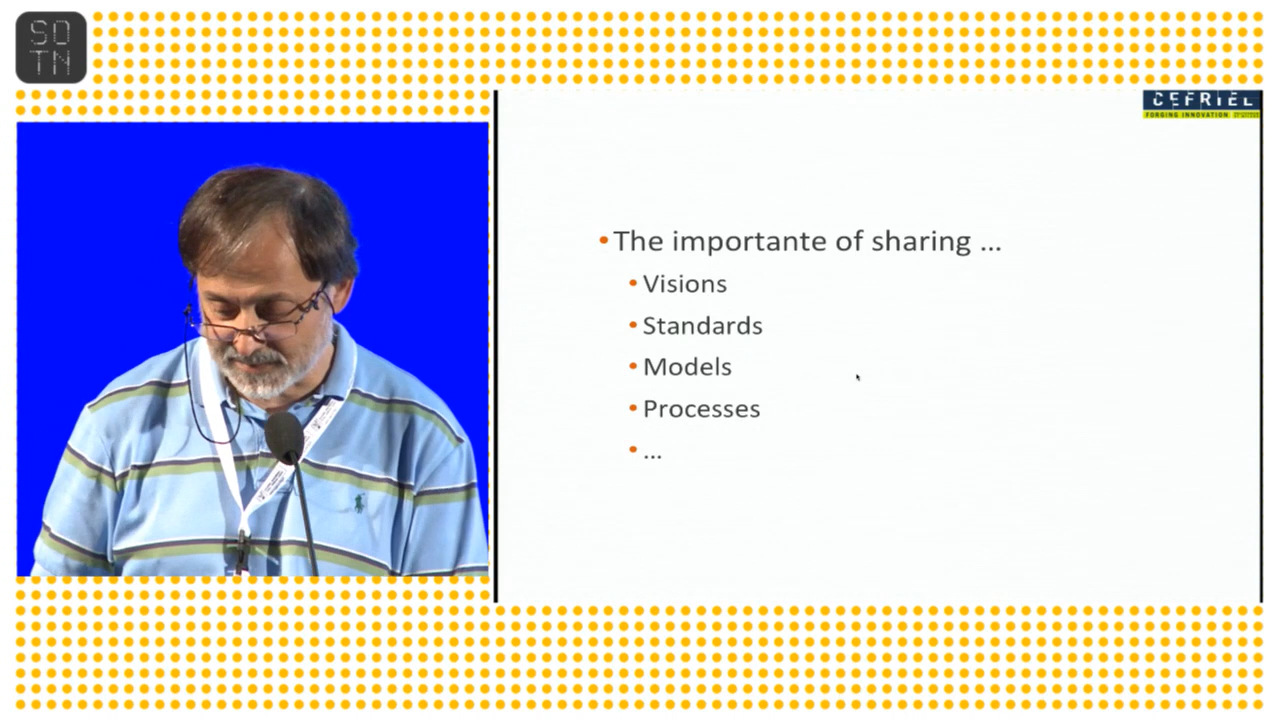 SO
TN
CEFRIEL
FORGING INNOVATION
•The importante of sharing ...
•Visions
•Standards
•Models
•Processes
•...